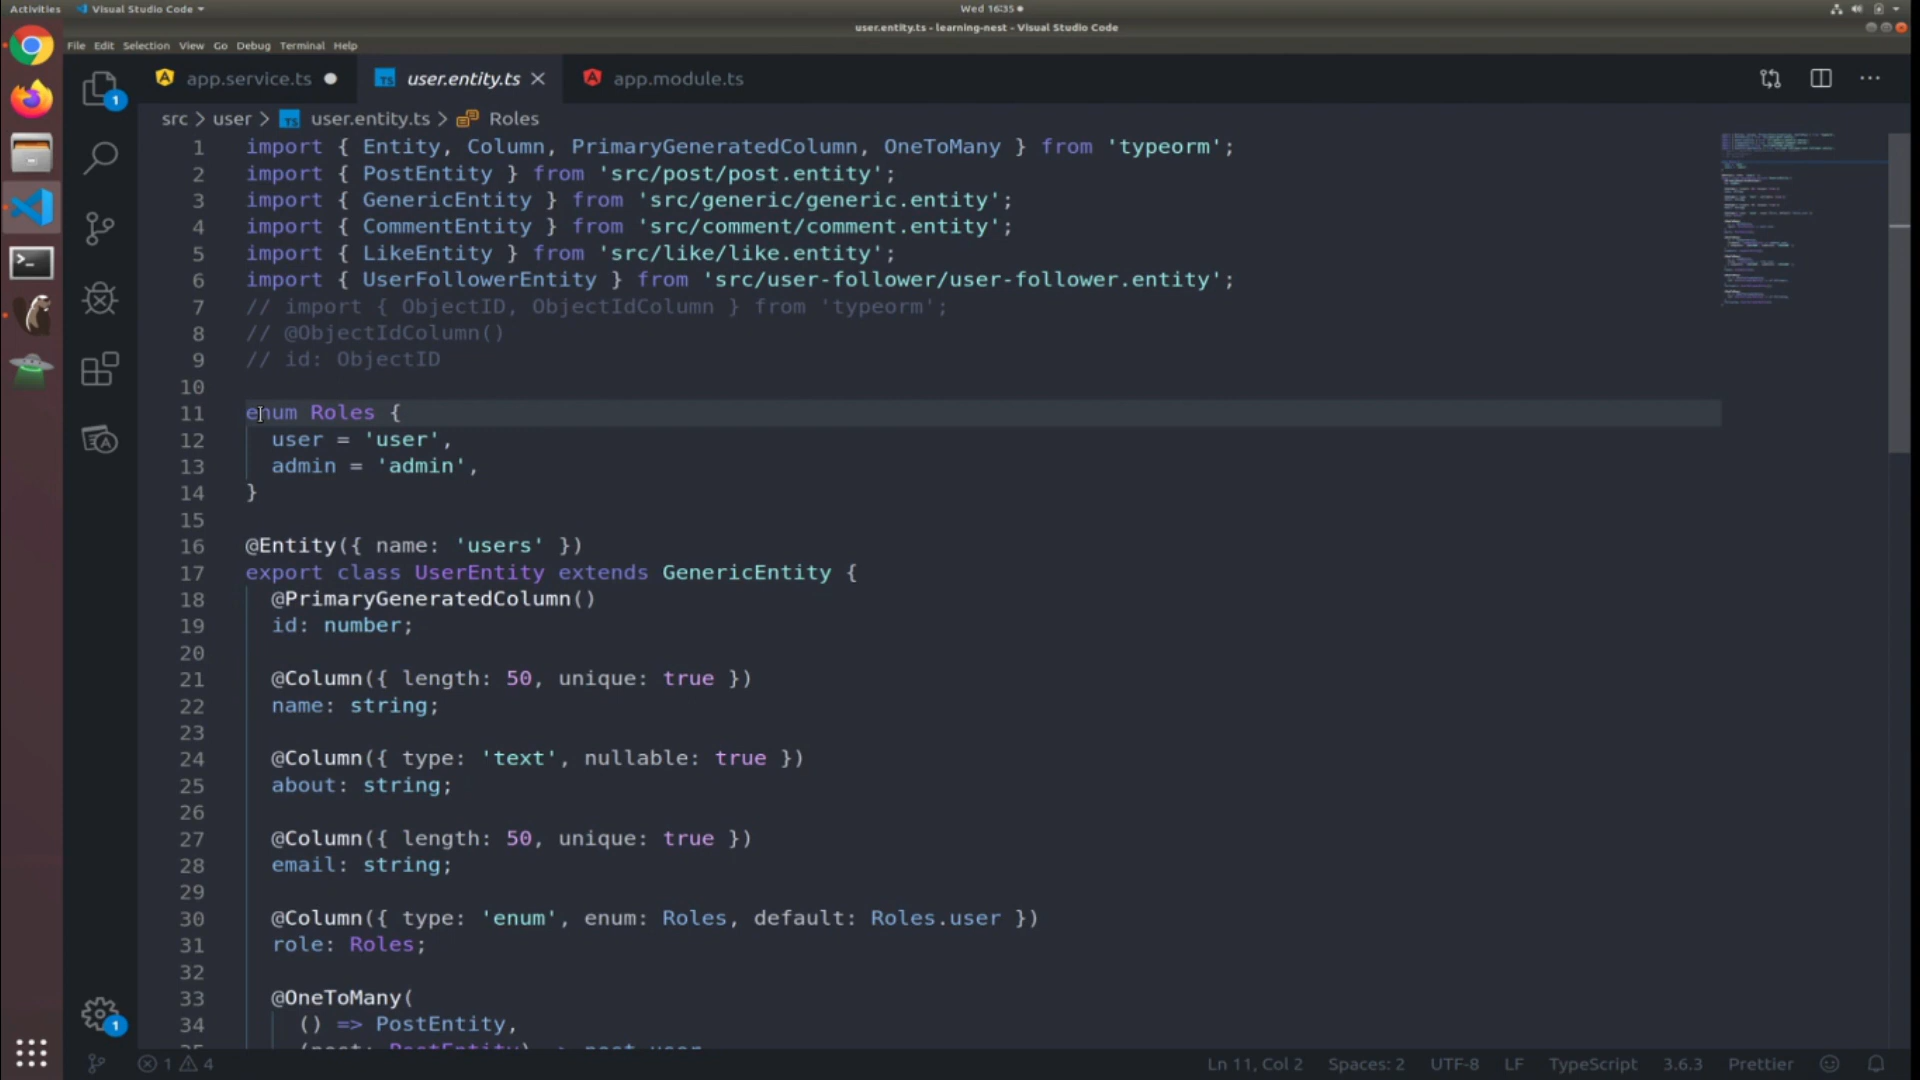 Activities Visual Studio Code Wed 16:35
user.entity.ts - learning-nest - Visual Studio Code
File Edit Selection View Go Debug Terminal Help
app.service.ts TS user.entity.ts app.module.ts
1
src > user > TS user.entity.ts > Roles
1 import { Entity, Column, PrimaryGeneratedColumn, OneToMany } from 'typeorm';
2 import { PostEntity } from 'src/post/post.entity';
3 import { GenericEntity } from 'src/generic/generic.entity';
4 import { CommentEntity } from 'src/comment/comment.entity';
5 import { LikeEntity } from 'src/like/like.entity';
6 import { UserFollowerEntity } from 'src/user-follower/user-follower.entity';
7 // import { ObjectID, ObjectIdColumn } from 'typeorm';
8 // @ObjectIdColumn()
9 // id: ObjectID
10
11 enum Roles {
12 user = 'user',
13 admin = 'admin',
14 }
15
16 @Entity({ name: 'users' })
17 export class UserEntity extends GenericEntity {
18 @PrimaryGeneratedColumn()
19 id: number;
20
21 @Column({ length: 50, unique: true })
22 name: string;
23
24 @Column({ type: 'text', nullable: true })
25 about: string;
26
27 @Column({ length: 50, unique: true })
28 email: string;
29
30 @Column({ type: 'enum', enum: Roles, default: Roles.user })
31 role: Roles;
32
33 @OneToMany(
34 () => PostEntity,
1
1 4 Ln 11, Col 2 Spaces: 2 UTF-8 LF TypeScript 3.6.3 Prettier